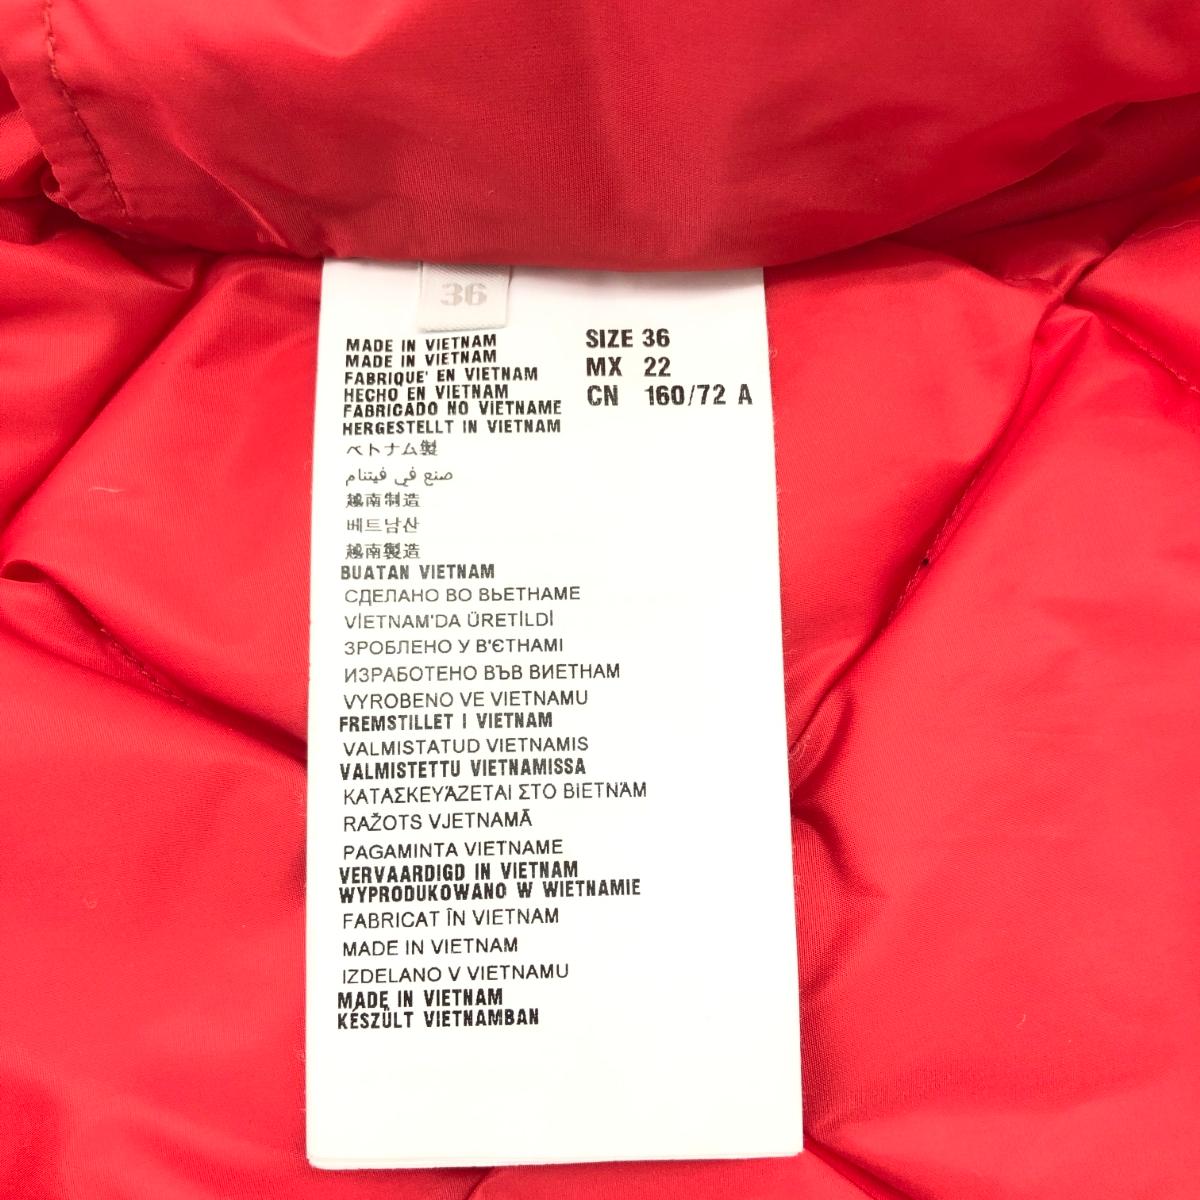 36
MADE IN VIETNAM
MADE IN VIETNAM
FABRIQUE' EN VIETNAM
HECHO EN VIETNAM
FABRICADO NO VIETNAME
HERGESTELLT IN VIETNAM
ベトナム製
صنع في فيتنام
越南制造
베트남산
越南製造
BUATAN VIETNAM
СДЕЛАНО ВО ВЬЕТНАМЕ
VİETNAM'DA ÜRETİLDİ
ЗРОБЛЕНО У В'ЄТНАМІ
ИЗРАБОТЕНО ВЪВ ВИЕТНАМ
VYROBENO VE VIETNAMU
FREMSTILLET I VIETNAM
VALMISTATUD VIETNAMIS
VALMISTETTU VIETNAMISSA
ΚΑΤΑΣΚΕΥΆΖΕΤΑΙ ΣΤΟ ΒΙΕΤΝΆΜ
RAŽOTS VJETNAMĀ
PAGAMINTA VIETNAME
VERVAARDIGD IN VIETNAM
WYPRODUKOWANO W WIETNAMIE
FABRICAT ÎN VIETNAM
MADE IN VIETNAM
IZDELANO V VIETNAMU
MADE IN VIETNAM
KÉSZÜLT VIETNAMBAN
SIZE 36
MX 22
CN 160/72 A